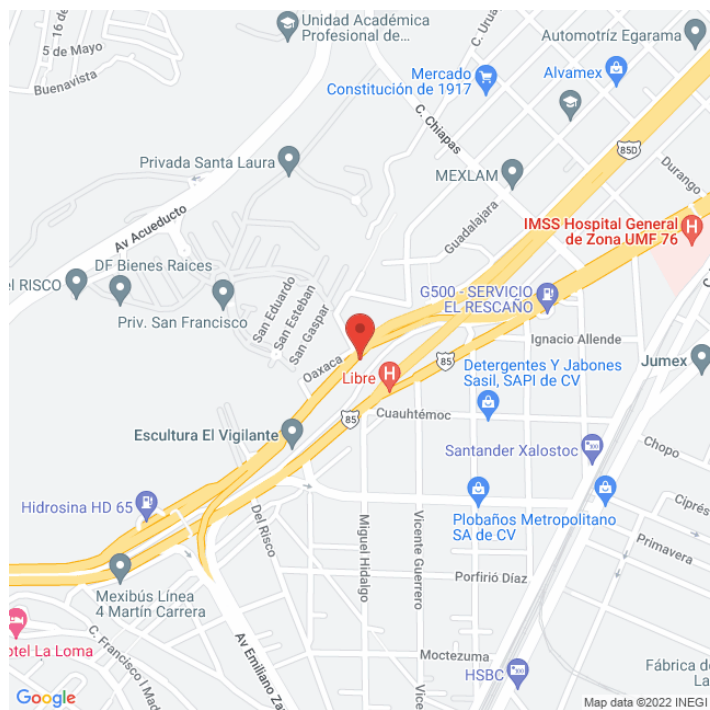 Unidad Académica
Profesional de...
Automotríz Egarama
5 de Mayo
16 de
C. Urua
Buenavista
Mercado
Constitución de 1917
Alvamex
C. Chiapas
85D
Privada Santa Laura
MEXLAM
Durango
Av Acueducto
Guadalajara
IMSS Hospital General
de Zona UMF 76
H
el RISCO
DF Bienes Raices
Priv. San Francisco
San Eduardo
San Esteban
San Gaspar
G500 - SERVICIO
EL RESCAÑO
Ignacio Allende
Oaxaca
Libre
H
85
Detergentes Y Jabones
Sasil, SAPI de CV
Jumex
85
Cuauhtémoc
Escultura El Vigilante
Santander Xalostoc
Chopo
Hidrosina HD 65
Del Risco
Miguel Hidalgo
Vicente Guerrero
Plobaños Metropolitano
SA de CV
Ciprés
Primavera
Mexibús Línea
4 Martín Carrera
Porfirió Díaz
otel La Loma
C. Francisco I Mad
Av Emiliano Za
Moctezuma
HSBC
Vice
Fábrica de
La
Google
Map data ©2022 INEGI